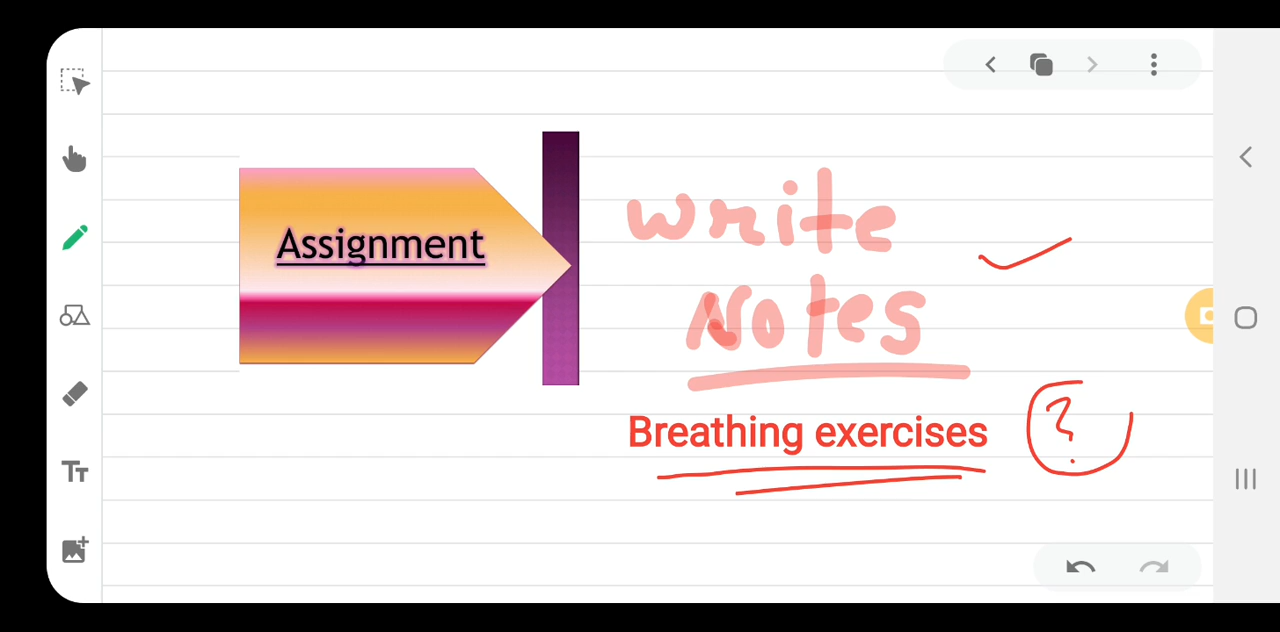 Assignment
Write
Notes
Breathing exercises ?